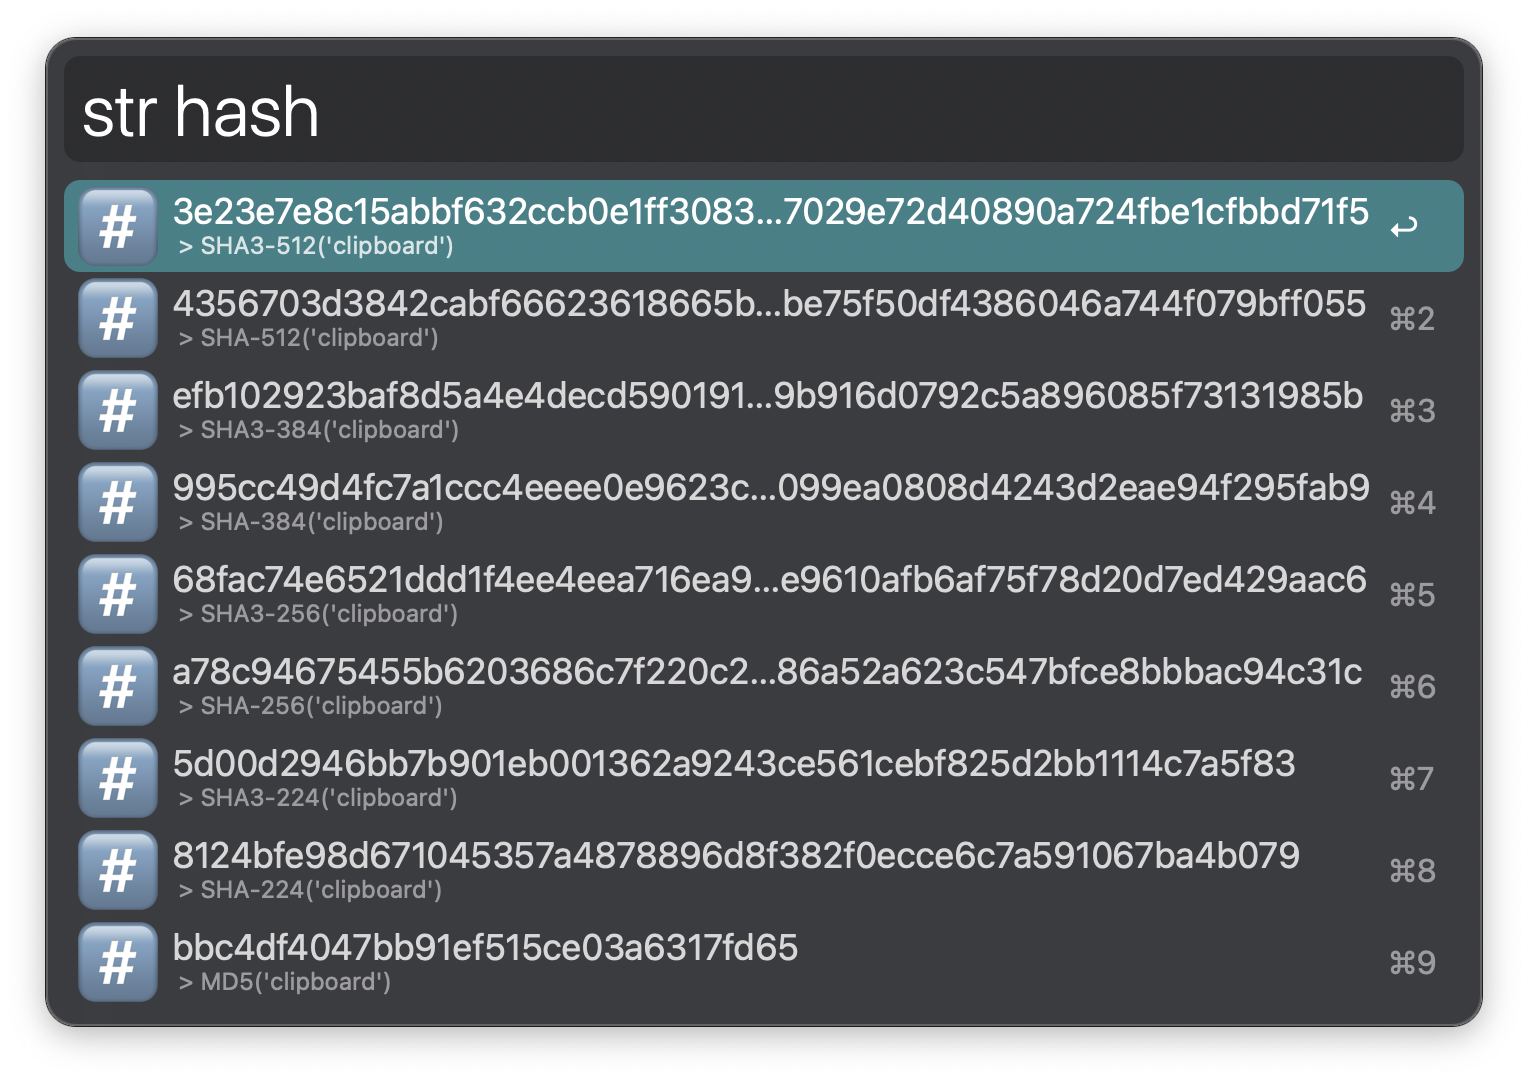 str hash
#
3e23e7e8c15abbf632ccb0e1ff3083...7029e72d40890a724fbe1cfbbd71f5
> SHA3-512('clipboard')
#
4356703d3842cabf66623618665b...be75f50df4386046a744f079bff055
⌘2
> SHA-512('clipboard')
#
efb102923baf8d5a4e4decd590191...9b916d0792c5a896085f73131985b
⌘3
> SHA3-384('clipboard')
#
995cc49d4fc7a1ccc4eeee0e9623c...099ea0808d4243d2eae94f295fab9
⌘4
> SHA-384('clipboard')
#
68fac74e6521ddd1f4ee4eea716ea9...e9610afb6af75f78d20d7ed429aac6
⌘5
> SHA3-256('clipboard')
#
a78c94675455b6203686c7f220c2...86a52a623c547bfce8bbbac94c31c
⌘6
> SHA-256('clipboard')
#
5d00d2946bb7b901eb001362a9243ce561cebf825d2bb1114c7a5f83
⌘7
> SHA3-224('clipboard')
#
8124bfe98d671045357a4878896d8f382f0ecce6c7a591067ba4b079
⌘8
> SHA-224('clipboard')
#
bbc4df4047bb91ef515ce03a6317fd65
⌘9
> MD5('clipboard')